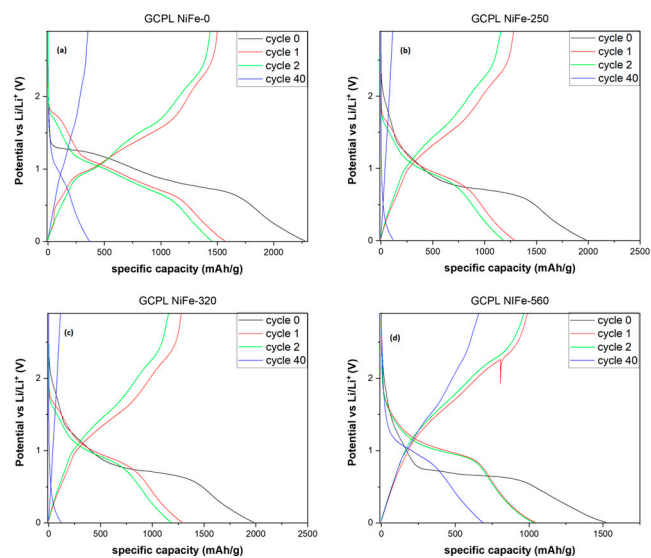 GCPL NiFe-0
(a)
cycle 0
cycle 1
cycle 2
cycle 40
Potential vs Li/Li⁺ (V)
2
1
0
0
500
1000
1500
2000
specific capacity (mAh/g)
GCPL NiFe-250
(b)
cycle 0
cycle 1
cycle 2
cycle 40
Potential vs Li/Li⁺ (V)
2
1
0
0
500
1000
1500
2000
2500
specific capacity (mAh/g)
GCPL NiFe-320
(c)
cycle 0
cycle 1
cycle 2
cycle 40
Potential vs Li/Li⁺ (V)
2
1
0
0
500
1000
1500
2000
2500
specific capacity (mAh/g)
GCPL NIFe-560
(d)
cycle 0
cycle 1
cycle 2
cycle 40
Potential vs Li/Li⁺ (V)
2
1
0
0
500
1000
1500
specific capacity (mAh/g)